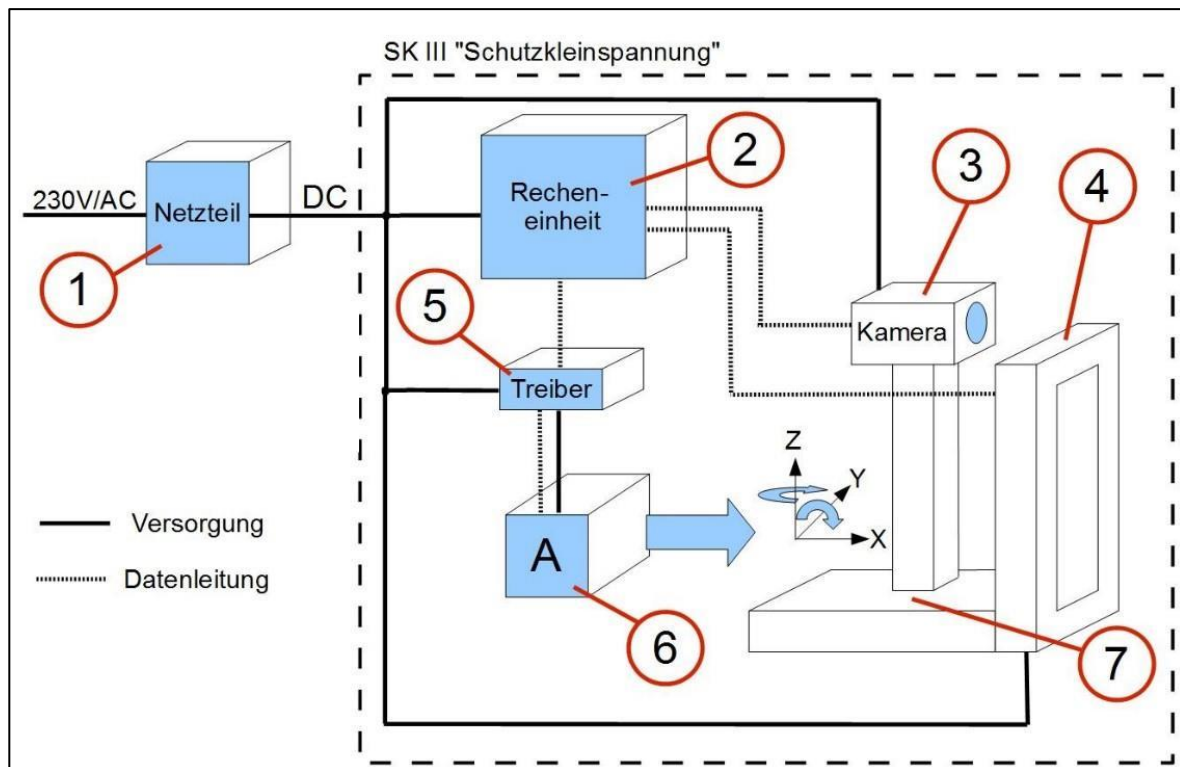 SK III "Schutzkleinspannung"
230V/AC
Netzteil
DC
1
Rechen-
einheit
2
3
4
Kamera
5
Treiber
Z
Y
X
A
6
7
Versorgung
Datenleitung